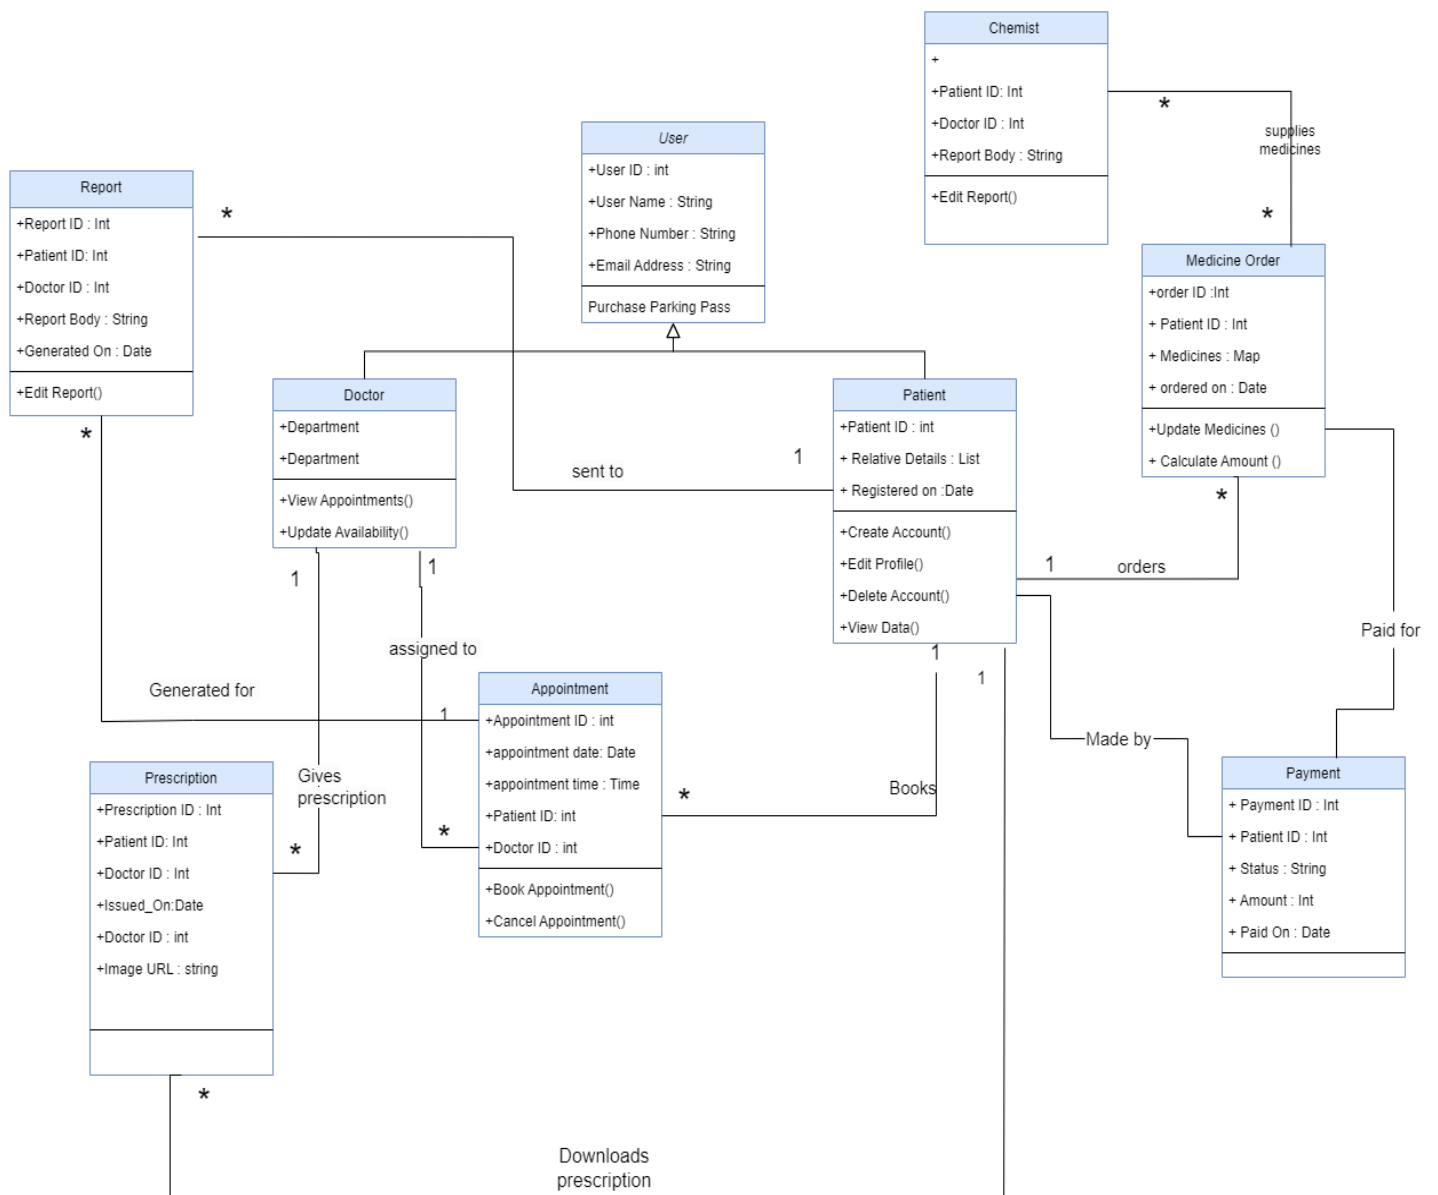 Chemist
+
+Patient ID: Int
+Doctor ID : Int
+Report Body : String
+Edit Report()
*
supplies
medicines
*
User
+User ID : int
+User Name : String
+Phone Number : String
+Email Address : String
Purchase Parking Pass
Report
+Report ID : Int
+Patient ID: Int
+Doctor ID : Int
+Report Body : String
+Generated On : Date
+Edit Report()
*
*
Medicine Order
+order ID :Int
+ Patient ID : Int
+ Medicines : Map
+ ordered on : Date
+Update Medicines ()
+ Calculate Amount ()
*
Doctor
+Department
+Department
+View Appointments()
+Update Availability()
1
1
sent to
1
Patient
+Patient ID : int
+ Relative Details : List
+ Registered on :Date
+Create Account()
+Edit Profile()
+Delete Account()
+View Data()
1
1
1
orders
Paid for
assigned to
Generated for
1
Appointment
+Appointment ID : int
+appointment date: Date
+appointment time : Time
+Patient ID: int
+Doctor ID : int
+Book Appointment()
+Cancel Appointment()
*
*
Books
Made by
Gives
prescription
*
Prescription
+Prescription ID : Int
+Patient ID: Int
+Doctor ID : Int
+Issued_On:Date
+Doctor ID : int
+Image URL : string
*
Payment
+ Payment ID : Int
+ Patient ID : Int
+ Status : String
+ Amount : Int
+ Paid On : Date
Downloads
prescription